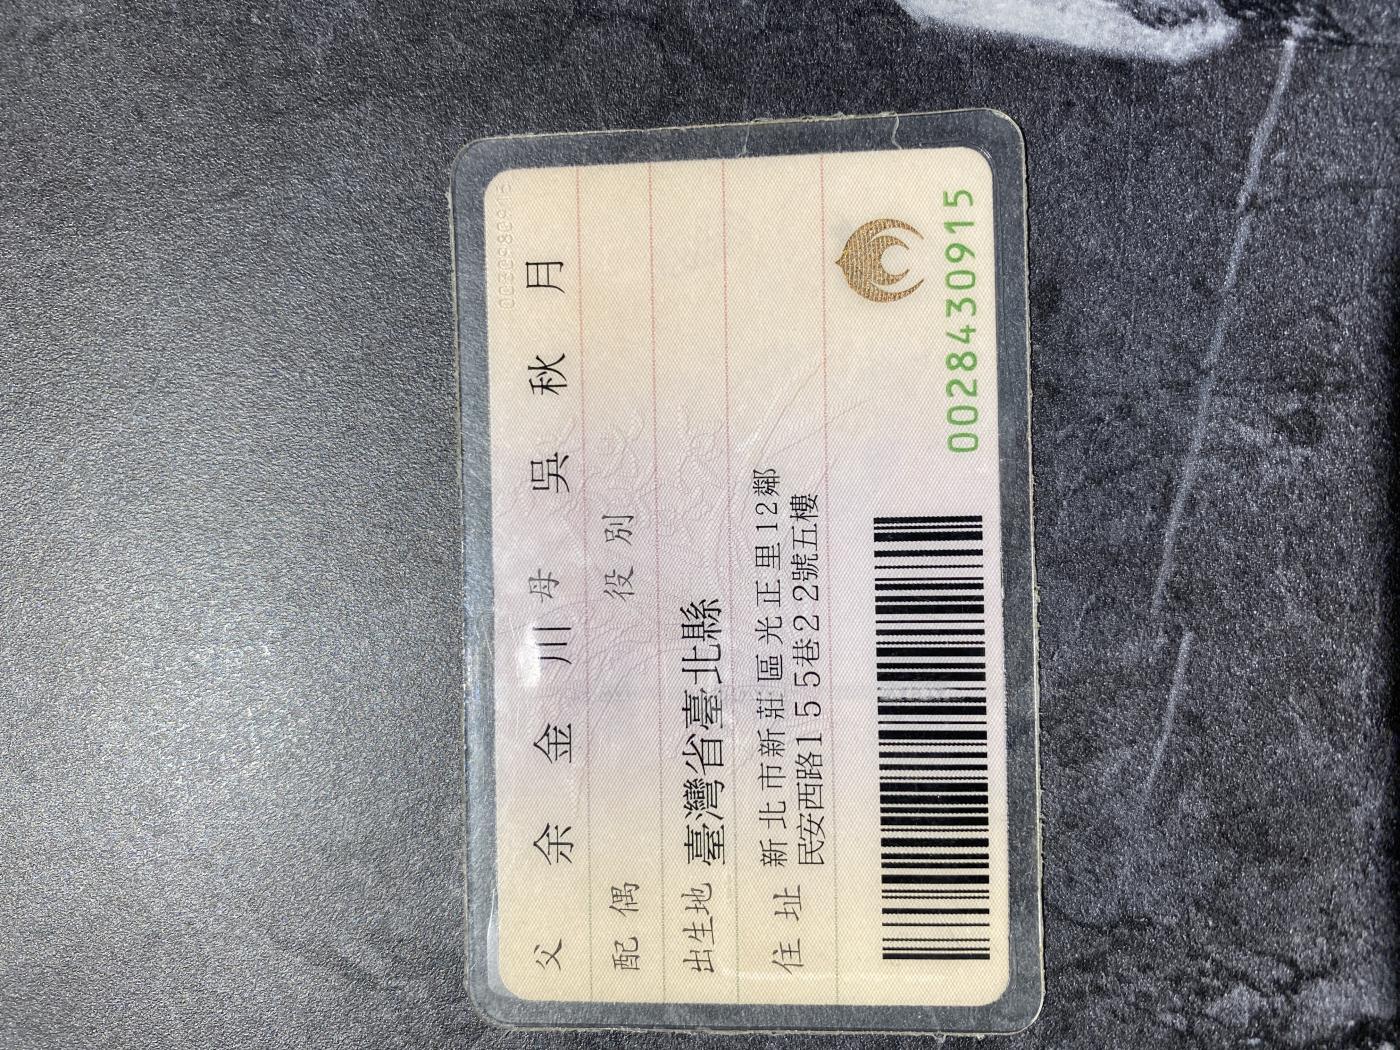 父 余金川 母 吳秋月
配偶 役別
出生地 臺灣省臺北縣
住址 新北市新莊區光正里12鄰
民安西路155巷22號五樓
0028430915